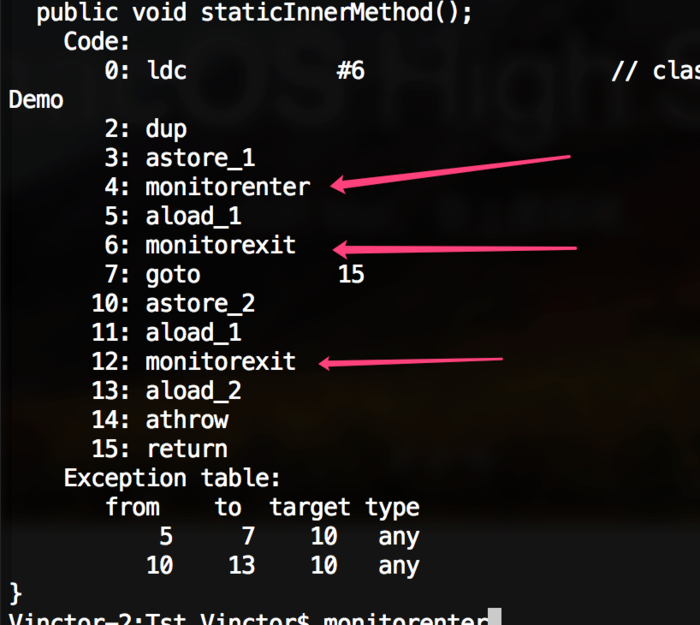 public void staticInnerMethod();
Code:
0: ldc #6 // clas
Demo
2: dup
3: astore_1
4: monitorenter
5: aload_1
6: monitorexit
7: goto 15
10: astore_2
11: aload_1
12: monitorexit
13: aload_2
14: athrow
15: return
Exception table:
from to target type
5 7 10 any
10 13 10 any
}
Vinctor-2:Tst Vinctor$ monitorenter